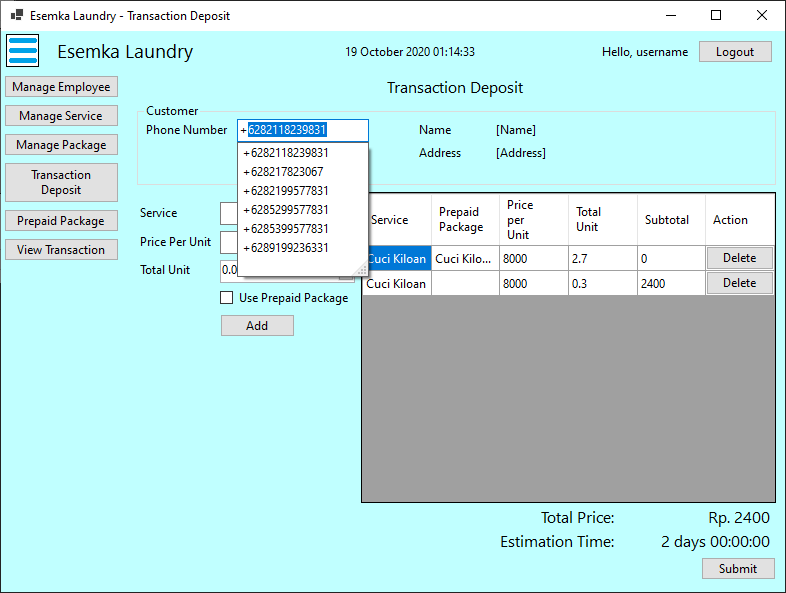 Esemka Laundry - Transaction Deposit
Esemka Laundry
19 October 2020 01:14:33
Hello, username
Logout
Manage Employee
Manage Service
Manage Package
Transaction
Deposit
Prepaid Package
View Transaction
Transaction Deposit
Customer
Phone Number
+6282118239831
+6282118239831
+628217823067
+6282199577831
+6285299577831
+6285399577831
+6289199236331
Name
[Name]
Address
[Address]
Service
Price Per Unit
Total Unit
0.0
Use Prepaid Package
Add
Service
Prepaid
Package
Price
per
Unit
Total
Unit
Subtotal
Action
Cuci Kiloan
Cuci Kilo...
8000
2.7
0
Delete
Cuci Kiloan
8000
0.3
2400
Delete
Total Price:
Rp. 2400
Estimation Time:
2 days 00:00:00
Submit